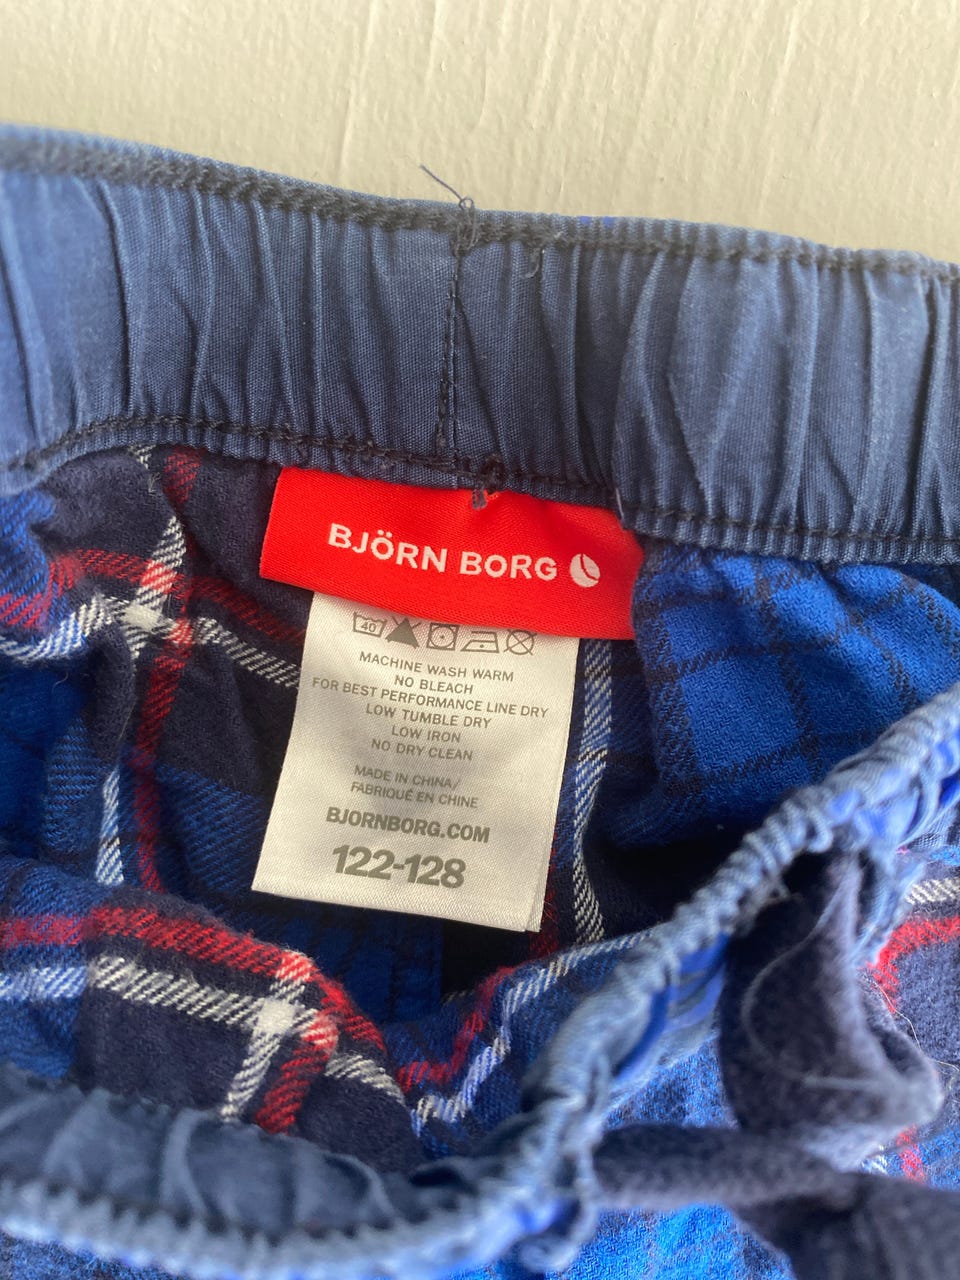 BJÖRN BORG
40
MACHINE WASH WARM
NO BLEACH
FOR BEST PERFORMANCE LINE DRY
LOW TUMBLE DRY
LOW IRON
NO DRY CLEAN
MADE IN CHINA/
FABRIQUÉ EN CHINE
BJORNBORG.COM
122-128